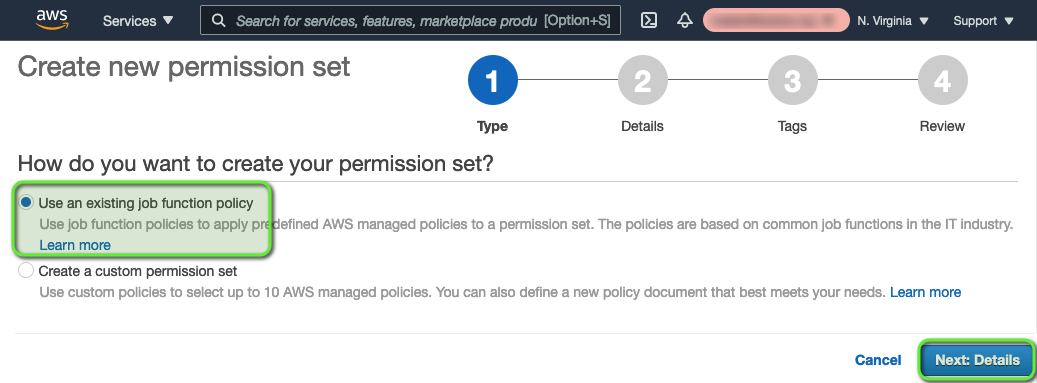 aws
Services ▼ Search for services, features, marketplace produ [Option+S] N. Virginia ▼ Support ▼
Create new permission set
1 2 3 4
Type Details Tags Review
How do you want to create your permission set?
Use an existing job function policy
Use job function policies to apply predefined AWS managed policies to a permission set. The policies are based on common job functions in the IT industry.
Learn more
Create a custom permission set
Use custom policies to select up to 10 AWS managed policies. You can also define a new policy document that best meets your needs. Learn more
Cancel Next: Details